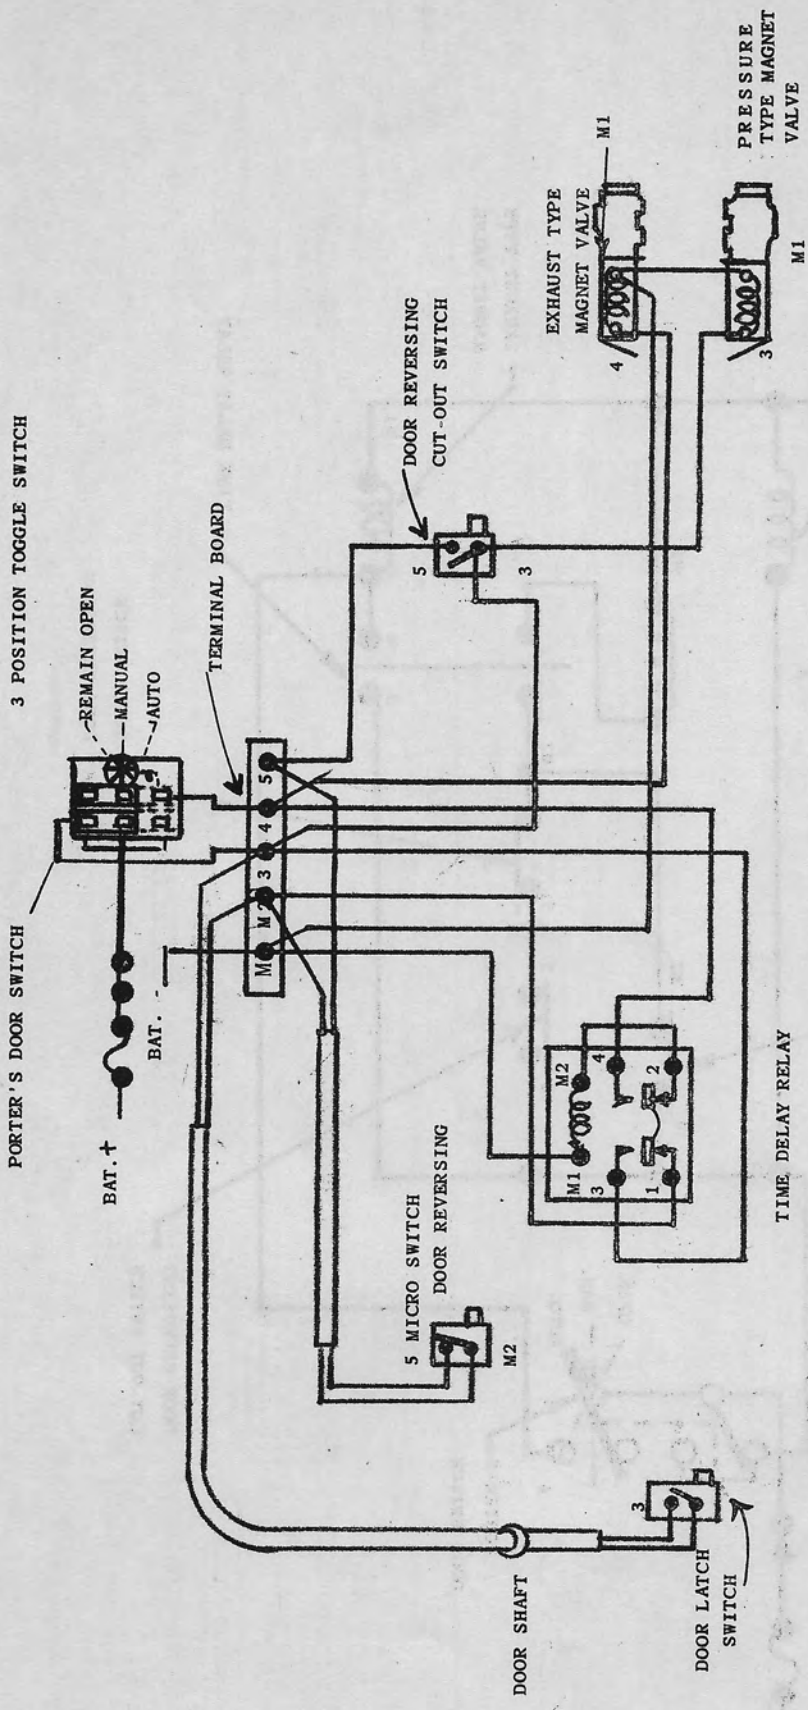 3 POSITION TOGGLE SWITCH
REMAIN OPEN
MANUAL
AUTO
PORTER'S DOOR SWITCH
BAT. +
BAT. -
TERMINAL BOARD
M
M2
3
4
5
DOOR REVERSING
CUT-OUT SWITCH
5
3
EXHAUST TYPE
MAGNET VALVE
M1
4
PRESSURE
TYPE MAGNET
VALVE
M1
3
5 MICRO SWITCH
DOOR REVERSING
M2
M1
M2
3
4
1
2
TIME DELAY RELAY
DOOR SHAFT
3
DOOR LATCH
SWITCH